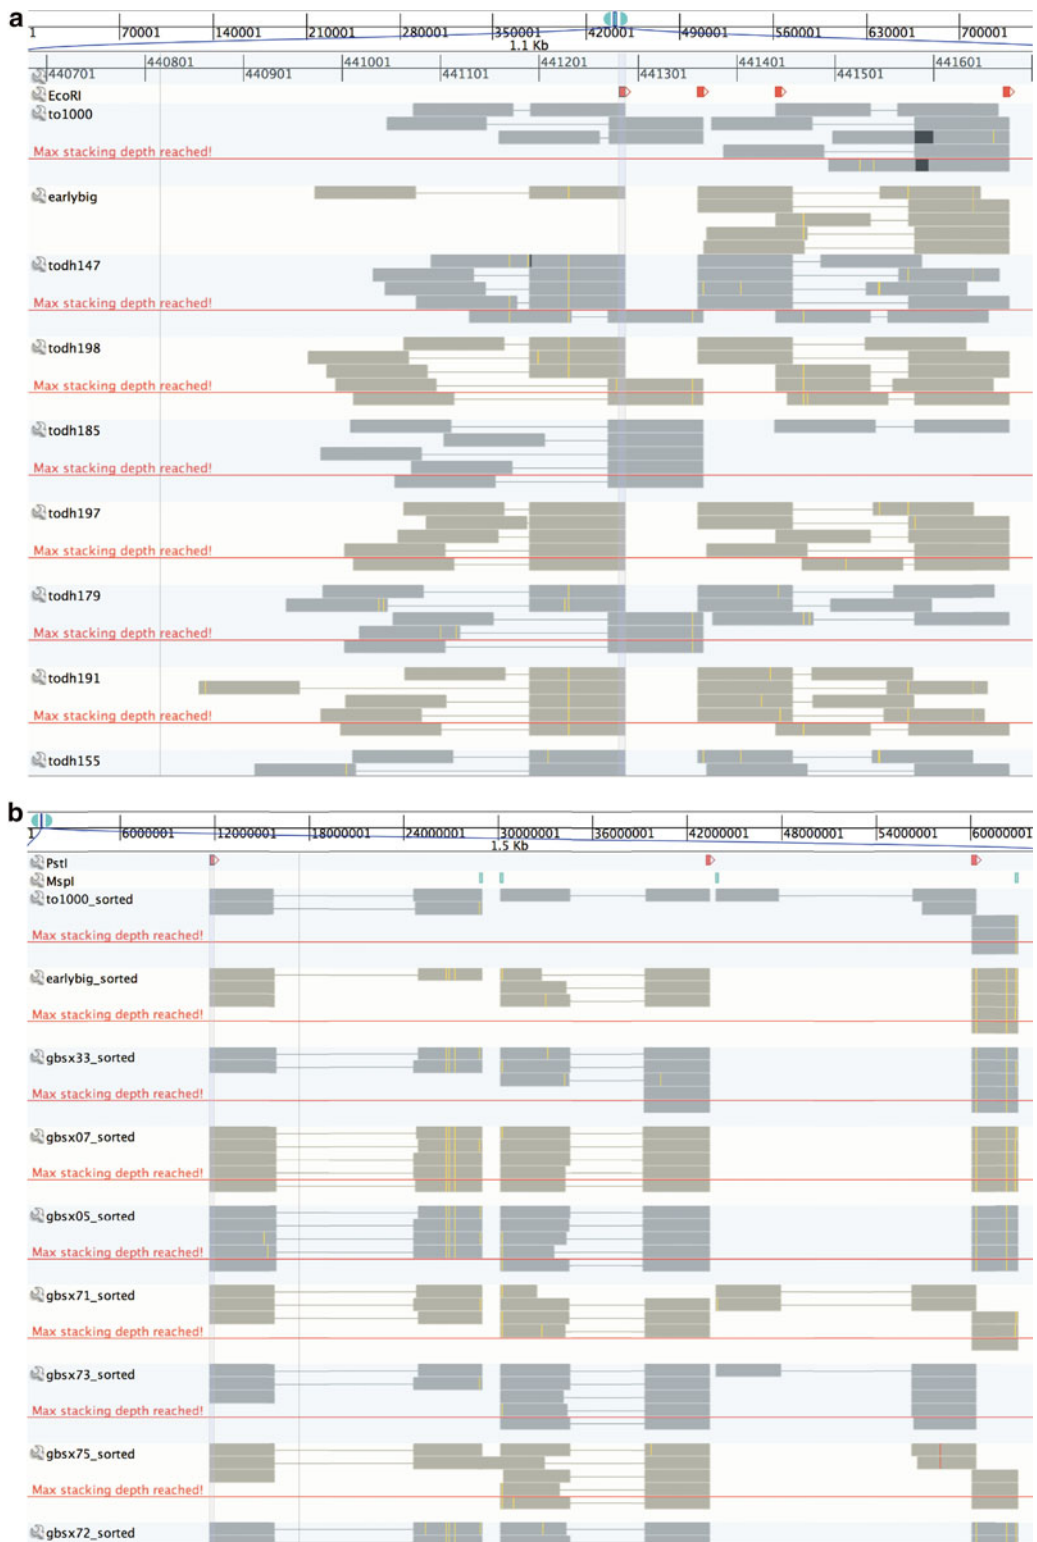 a
1 70001 140001 210001 280001 350001 420001 490001 560001 630001 700001
1.1 Kb
440701 440801 440901 441001 441101 441201 441301 441401 441501 441601
EcoRI
to1000
Max stacking depth reached!
earlybig
todh147
Max stacking depth reached!
todh198
Max stacking depth reached!
todh185
Max stacking depth reached!
todh197
Max stacking depth reached!
todh179
Max stacking depth reached!
todh191
Max stacking depth reached!
todh155
b
1 6000001 12000001 18000001 24000001 30000001 36000001 42000001 48000001 54000001 60000001
1.5 Kb
PstI
MspI
to1000_sorted
Max stacking depth reached!
earlybig_sorted
Max stacking depth reached!
gbsx33_sorted
Max stacking depth reached!
gbsx07_sorted
Max stacking depth reached!
gbsx05_sorted
Max stacking depth reached!
gbsx71_sorted
Max stacking depth reached!
gbsx73_sorted
Max stacking depth reached!
gbsx75_sorted
Max stacking depth reached!
gbsx72_sorted